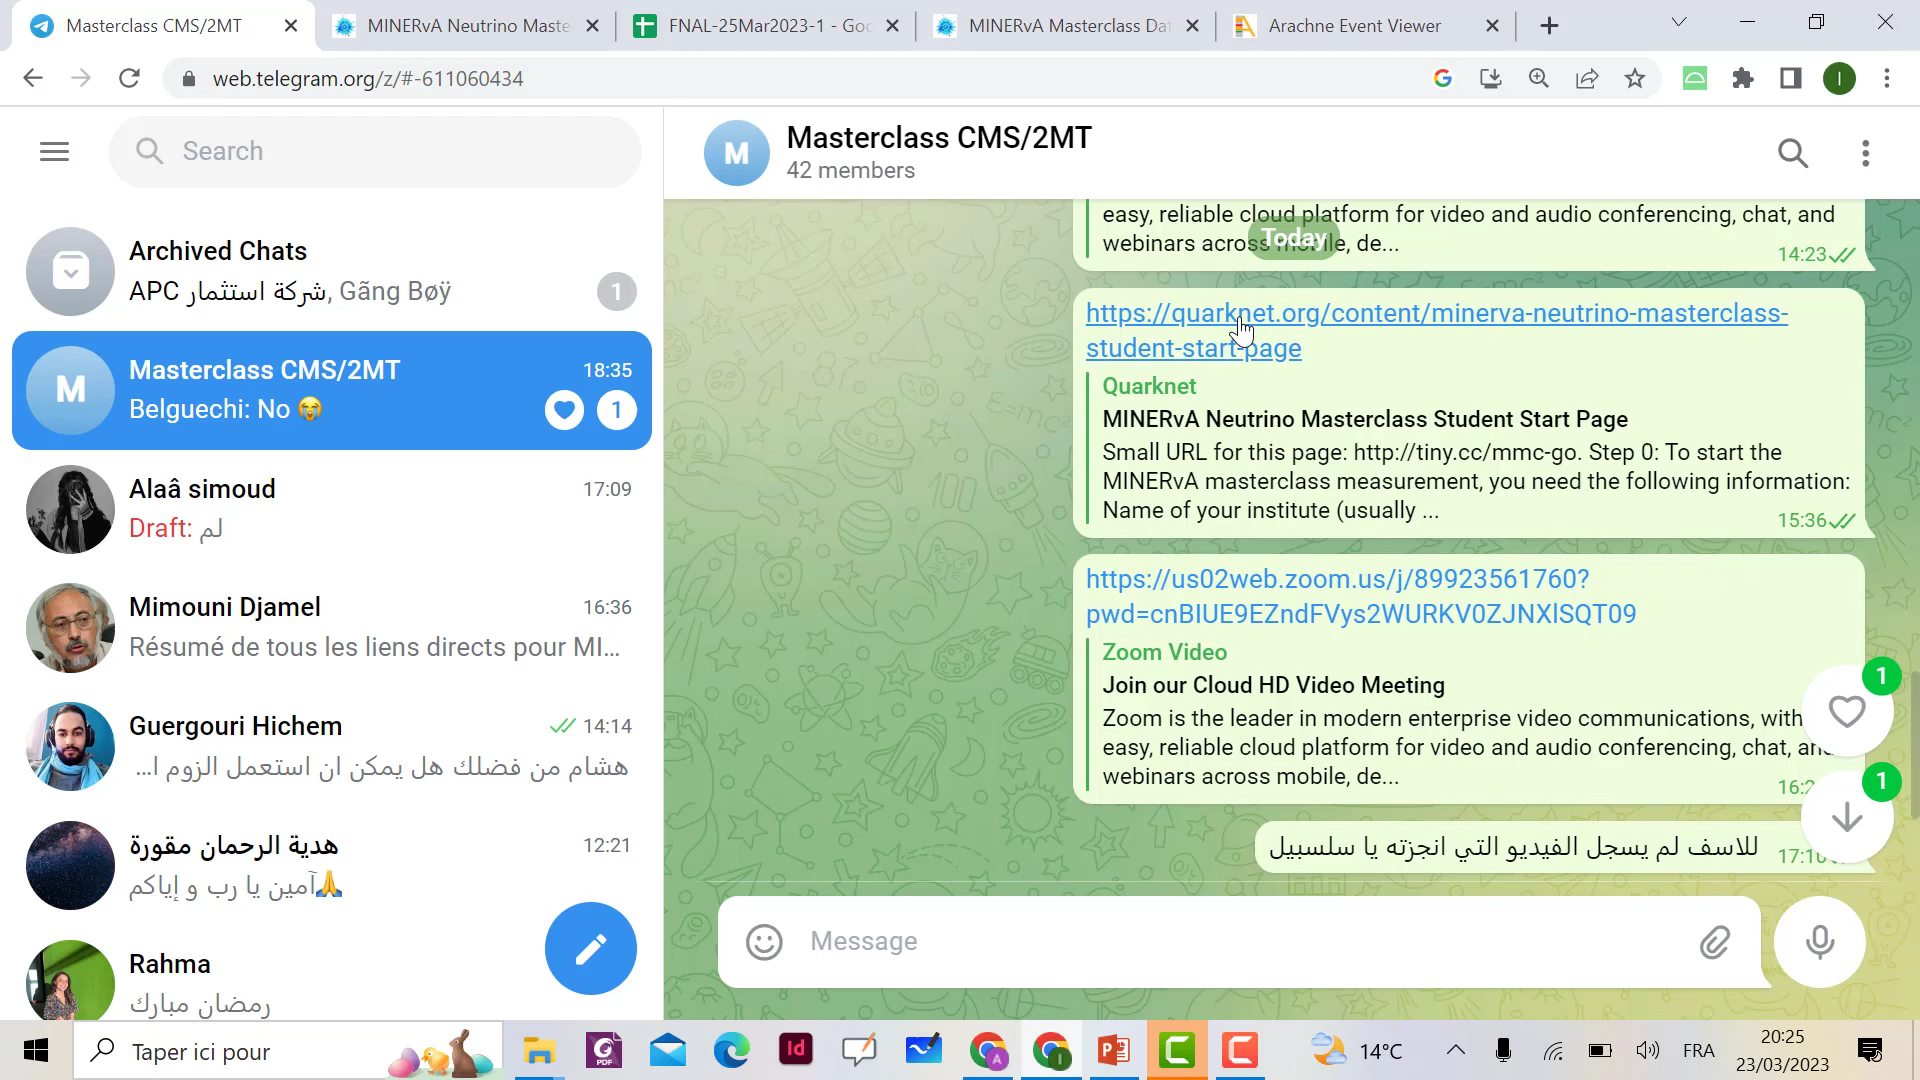 Masterclass CMS/2MT
MINERvA Neutrino Maste
FNAL-25Mar2023-1 - Goo
MINERvA Masterclass Dat
Arachne Event Viewer
web.telegram.org/z/#-611060434
I
Search
M
Masterclass CMS/2MT
42 members
Archived Chats
APC شركة استثمار, Gãng Bøÿ
1
M
Masterclass CMS/2MT
18:35
Belguechi: No 😭
1
Alaâ simoud
17:09
Draft: لم
Mimouni Djamel
16:36
Résumé de tous les liens directs pour MI...
Guergouri Hichem
14:14
هشام من فضلك هل يمكن ان استعمل الزوم ا...
هدية الرحمان مقورة
12:21
آمين يا رب و إياكم🙏
Rahma
رمضان مبارك
easy, reliable cloud platform for video and audio conferencing, chat, and
webinars across mobile, de...
Today
14:23
https://quarknet.org/content/minerva-neutrino-masterclass-
student-start-page
Quarknet
MINERvA Neutrino Masterclass Student Start Page
Small URL for this page: http://tiny.cc/mmc-go. Step 0: To start the
MINERvA masterclass measurement, you need the following information:
Name of your institute (usually ...
15:36
https://us02web.zoom.us/j/89923561760?
pwd=cnBIUE9EZndFVys2WURKV0ZJNXlSQT09
Zoom Video
Join our Cloud HD Video Meeting
Zoom is the leader in modern enterprise video communications, with
easy, reliable cloud platform for video and audio conferencing, chat, and
webinars across mobile, de...
1
1
للاسف لم يسجل الفيديو التي انجزته يا سلسبيل
Message
Taper ici pour
PDF
Id
A
I
14°C
FRA
20:25
23/03/2023